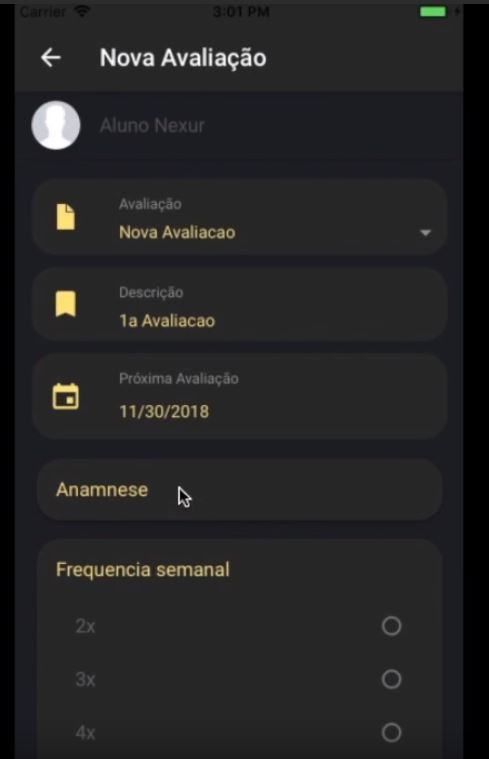 Carrier 3:01 PM
Nova Avaliação
Aluno Nexur
Avaliação
Nova Avaliacao
Descrição
1a Avaliacao
Próxima Avaliação
11/30/2018
Anamnese
Frequencia semanal
2x
3x
4x